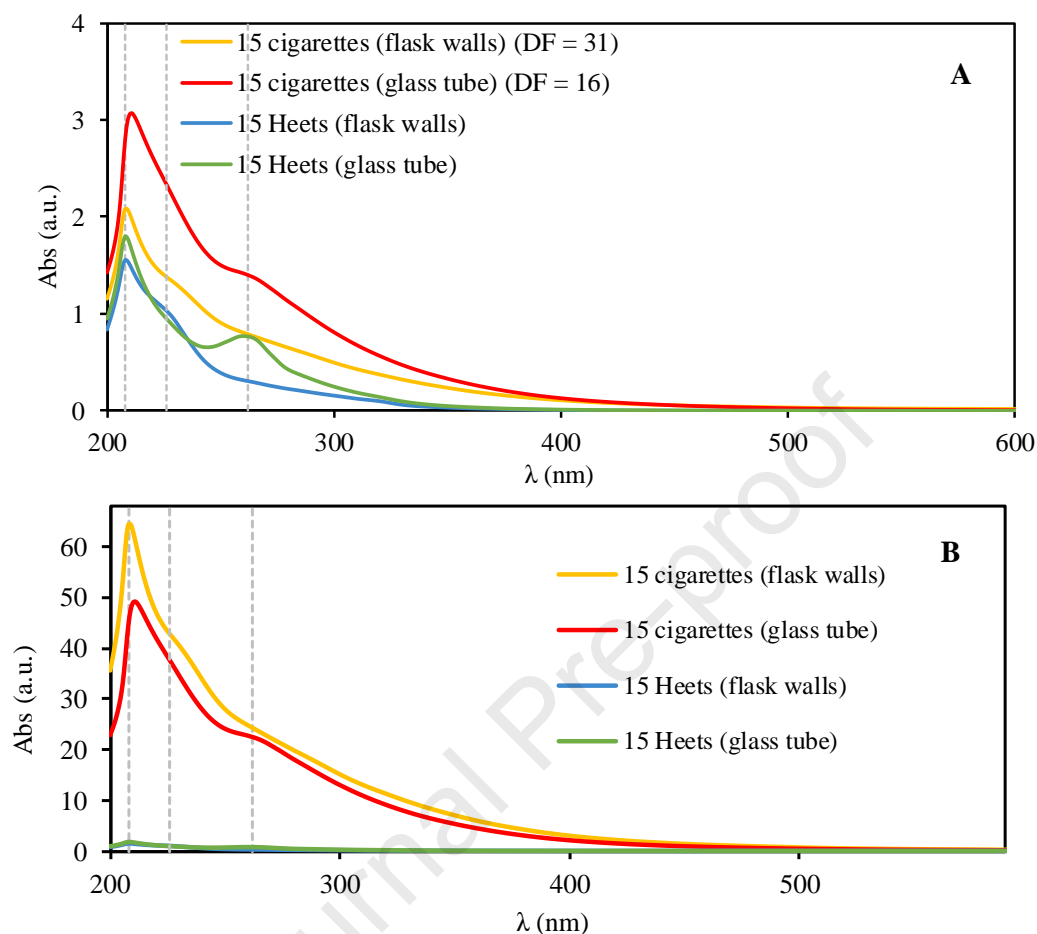 4
15 cigarettes (flask walls) (DF = 31)
A
15 cigarettes (glass tube) (DF = 16)
15 Heets (flask walls)
3
15 Heets (glass tube)
Abs (a.u.)
2
1
0
200 300 400 500 600
λ (nm)
B
60
15 cigarettes (flask walls)
50
15 cigarettes (glass tube)
40
15 Heets (flask walls)
30
15 Heets (glass tube)
Abs (a.u.)
20
10
0
200 300 400 500
λ (nm)
urnal Pre-proof